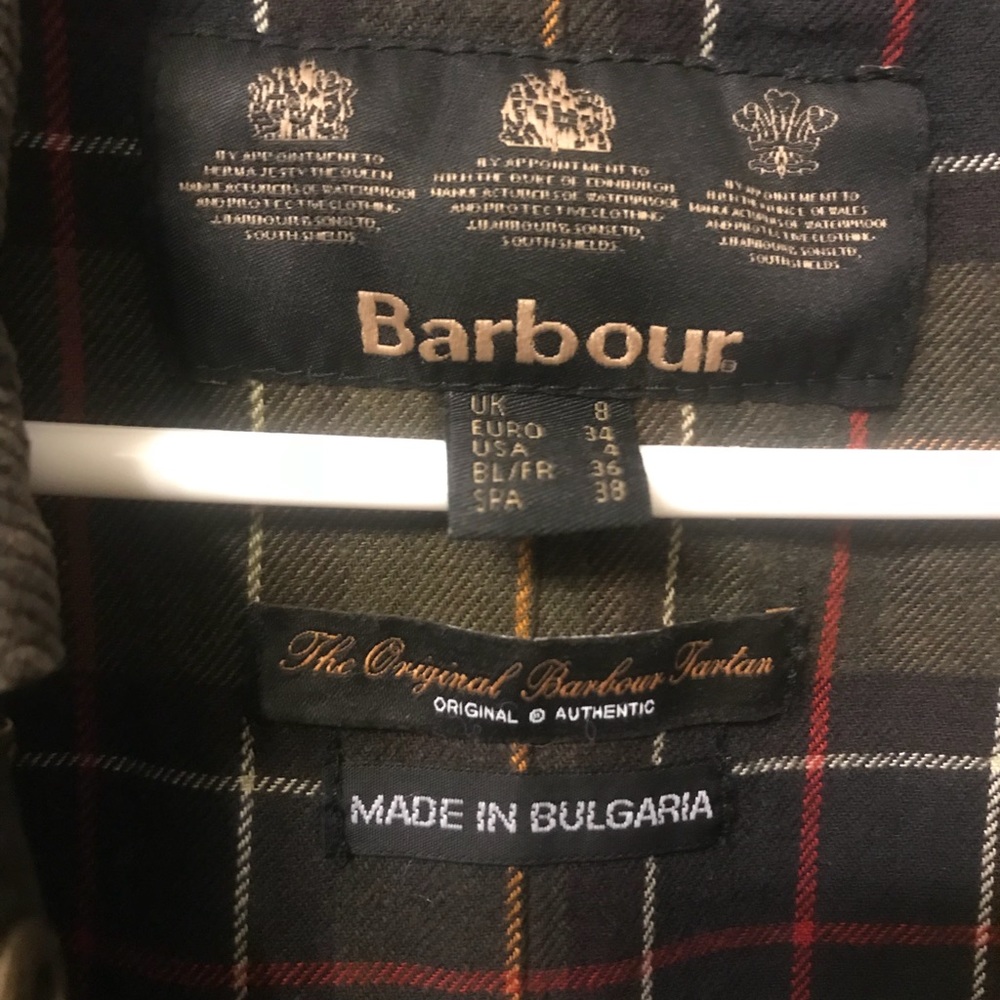 BY APPOINTMENT TO
HER MAJESTY THE QUEEN
MANUFACTURERS OF WATERPROOF
AND PROTECTIVE CLOTHING
J.BARBOUR & SONS LTD
SOUTH SHIELDS
BY APPOINTMENT TO
H.R.H. THE DUKE OF EDINBURGH
MANUFACTURERS OF WATERPROOF
AND PROTECTIVE CLOTHING
J.BARBOUR & SONS LTD
SOUTH SHIELDS
BY APPOINTMENT TO
H.R.H. THE PRINCE OF WALES
MANUFACTURERS OF WATERPROOF
AND PROTECTIVE CLOTHING
J.BARBOUR & SONS LTD
SOUTH SHIELDS
Barbour
UK 8
EURO 34
USA 4
BL/FR 36
SPA 38
The Original Barbour Tartan
ORIGINAL & AUTHENTIC
MADE IN BULGARIA